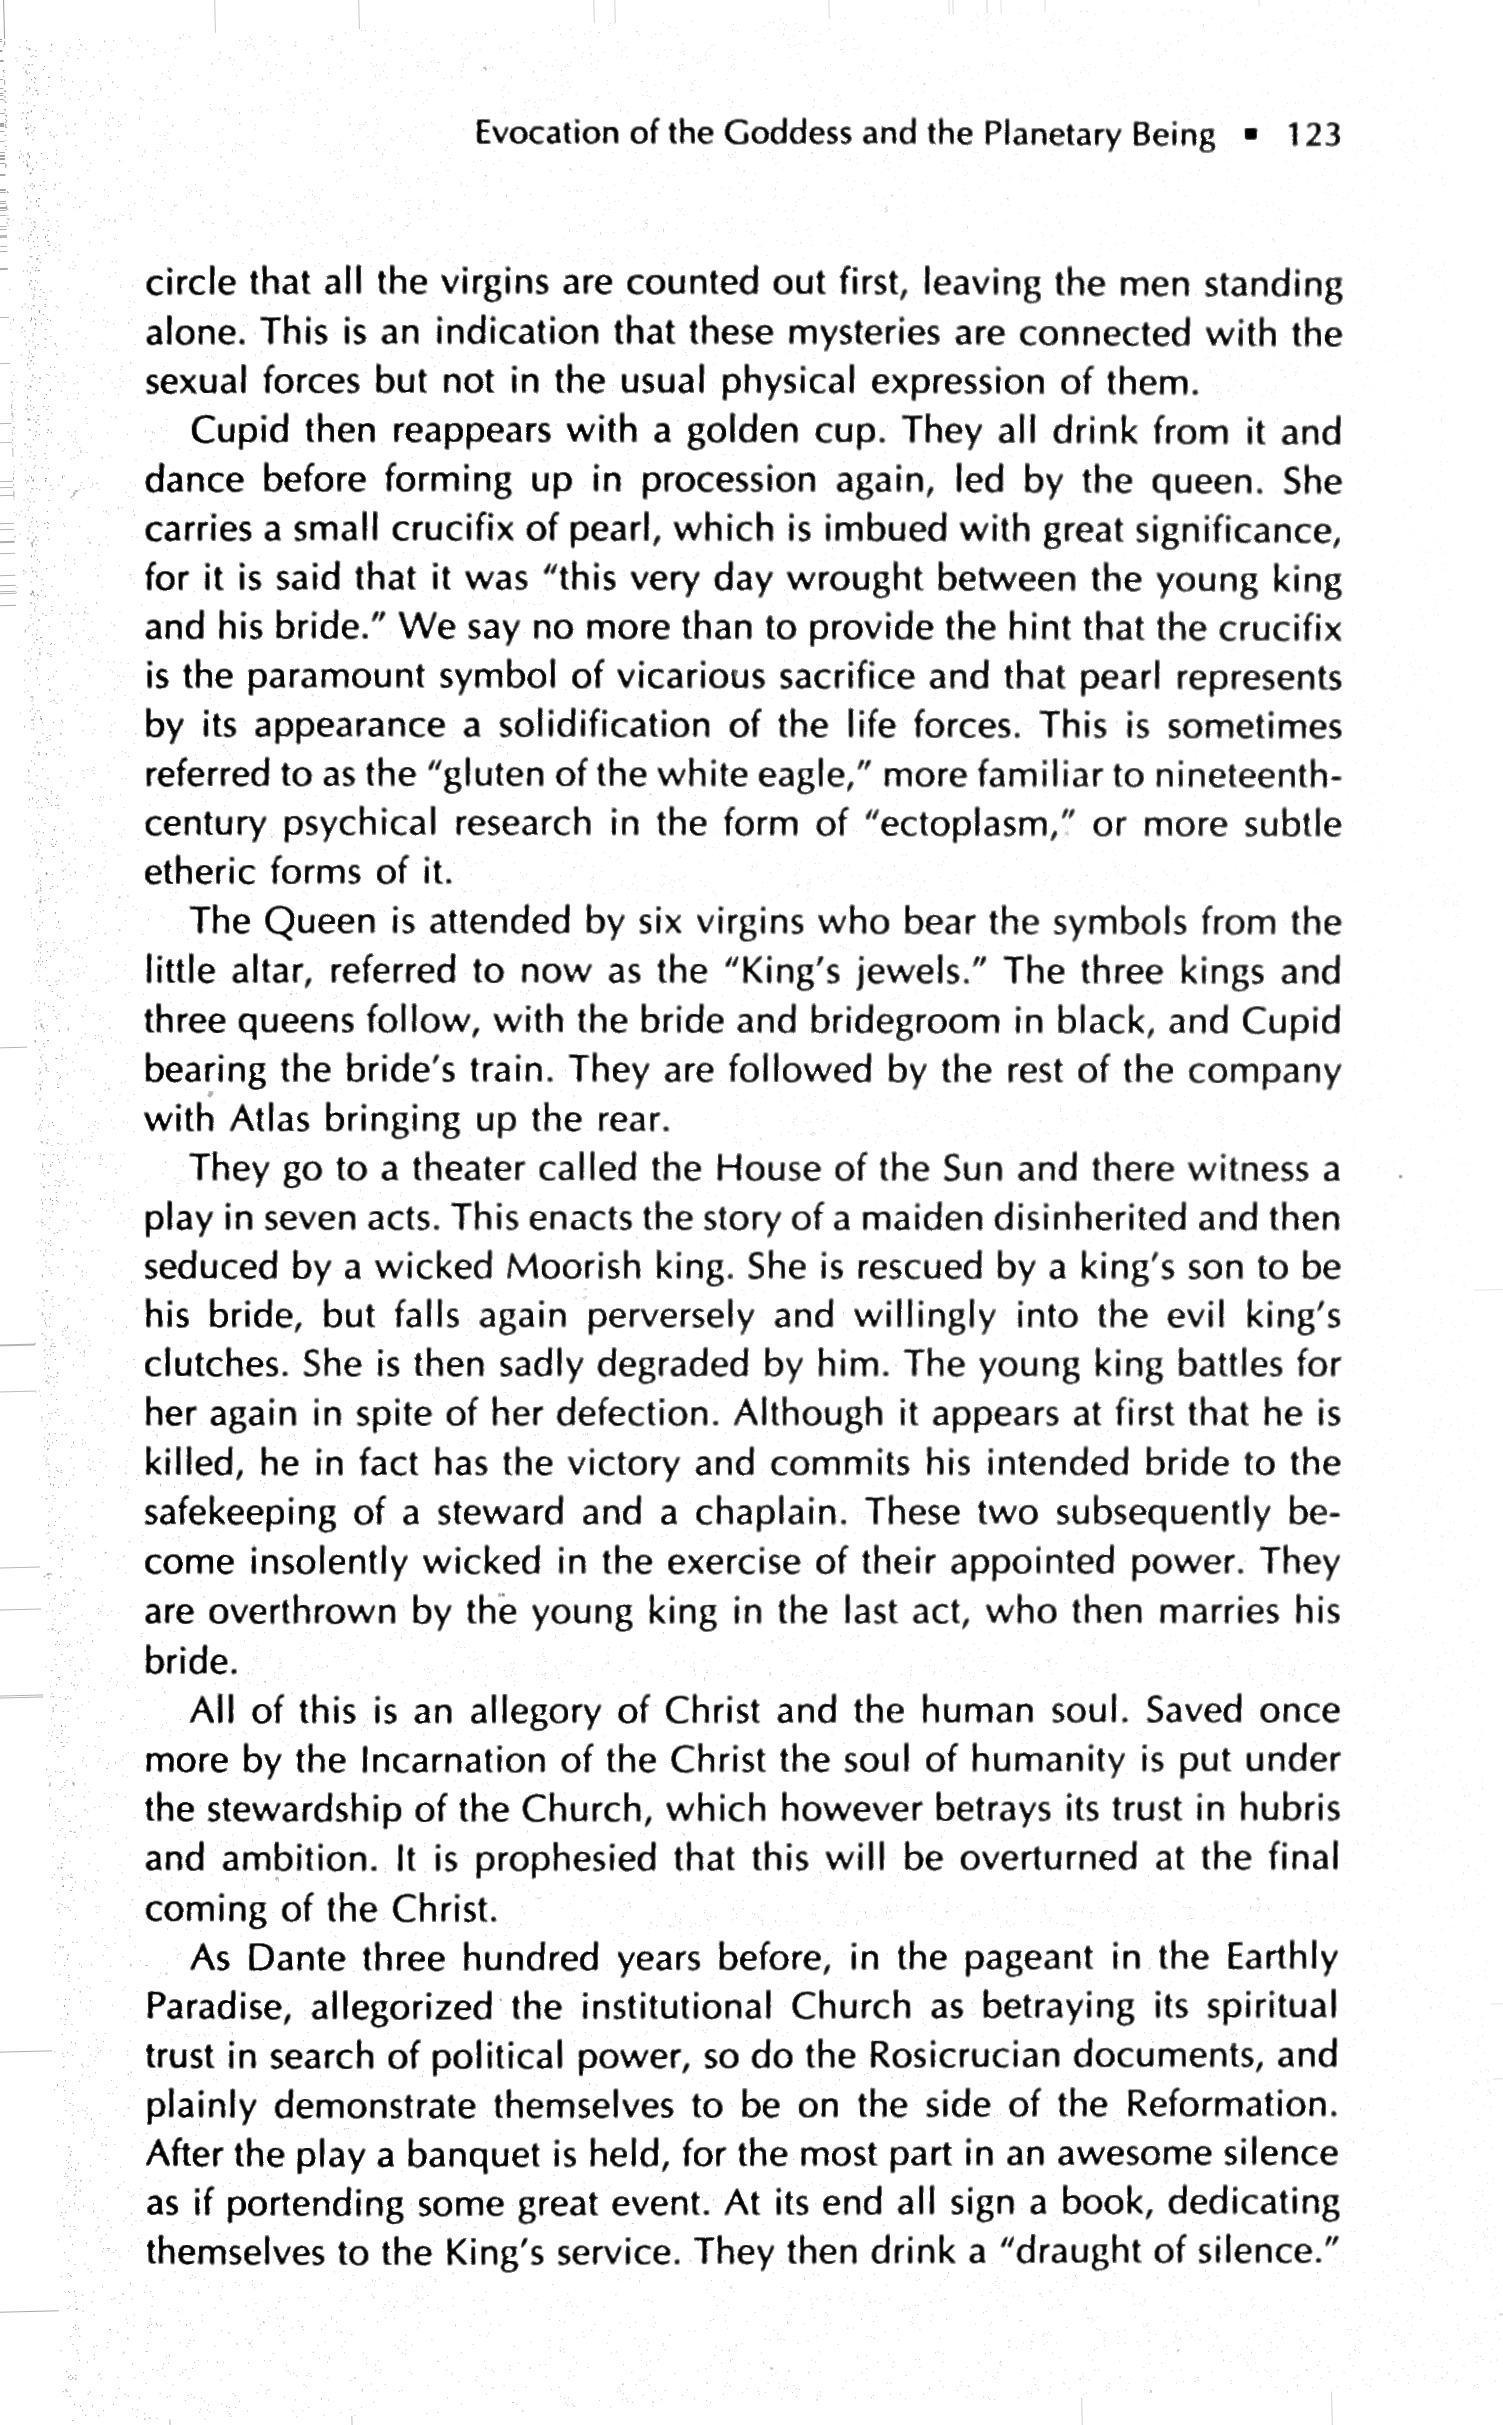 Evocation of the Goddess and the Planetary Being ▪ 123
circle that all the virgins are counted out first, leaving the men standing
alone. This is an indication that these mysteries are connected with the
sexual forces but not in the usual physical expression of them.
Cupid then reappears with a golden cup. They all drink from it and
dance before forming up in procession again, led by the queen. She
carries a small crucifix of pearl, which is imbued with great significance,
for it is said that it was "this very day wrought between the young king
and his bride." We say no more than to provide the hint that the crucifix
is the paramount symbol of vicarious sacrifice and that pearl represents
by its appearance a solidification of the life forces. This is sometimes
referred to as the "gluten of the white eagle," more familiar to nineteenth-
century psychical research in the form of "ectoplasm," or more subtle
etheric forms of it.
The Queen is attended by six virgins who bear the symbols from the
little altar, referred to now as the "King's jewels." The three kings and
three queens follow, with the bride and bridegroom in black, and Cupid
bearing the bride's train. They are followed by the rest of the company
with Atlas bringing up the rear.
They go to a theater called the House of the Sun and there witness a
play in seven acts. This enacts the story of a maiden disinherited and then
seduced by a wicked Moorish king. She is rescued by a king's son to be
his bride, but falls again perversely and willingly into the evil king's
clutches. She is then sadly degraded by him. The young king battles for
her again in spite of her defection. Although it appears at first that he is
killed, he in fact has the victory and commits his intended bride to the
safekeeping of a steward and a chaplain. These two subsequently be-
come insolently wicked in the exercise of their appointed power. They
are overthrown by the young king in the last act, who then marries his
bride.
All of this is an allegory of Christ and the human soul. Saved once
more by the Incarnation of the Christ the soul of humanity is put under
the stewardship of the Church, which however betrays its trust in hubris
and ambition. It is prophesied that this will be overturned at the final
coming of the Christ.
As Dante three hundred years before, in the pageant in the Earthly
Paradise, allegorized the institutional Church as betraying its spiritual
trust in search of political power, so do the Rosicrucian documents, and
plainly demonstrate themselves to be on the side of the Reformation.
After the play a banquet is held, for the most part in an awesome silence
as if portending some great event. At its end all sign a book, dedicating
themselves to the King's service. They then drink a "draught of silence."